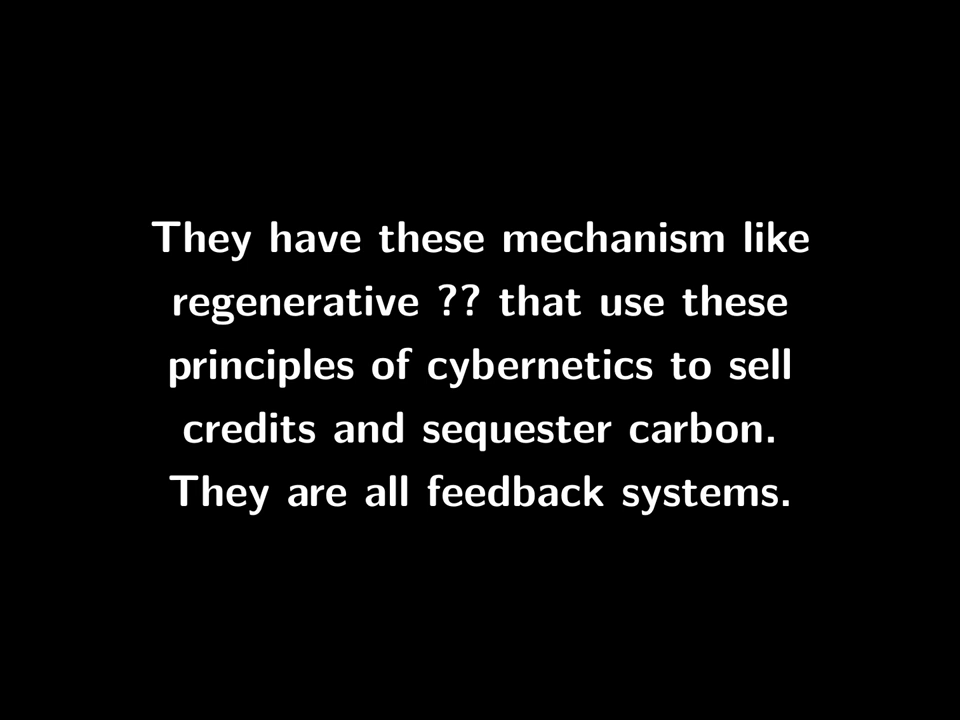 They have these mechanism like
regenerative ?? that use these
principles of cybernetics to sell
credits and sequester carbon.
They are all feedback systems.